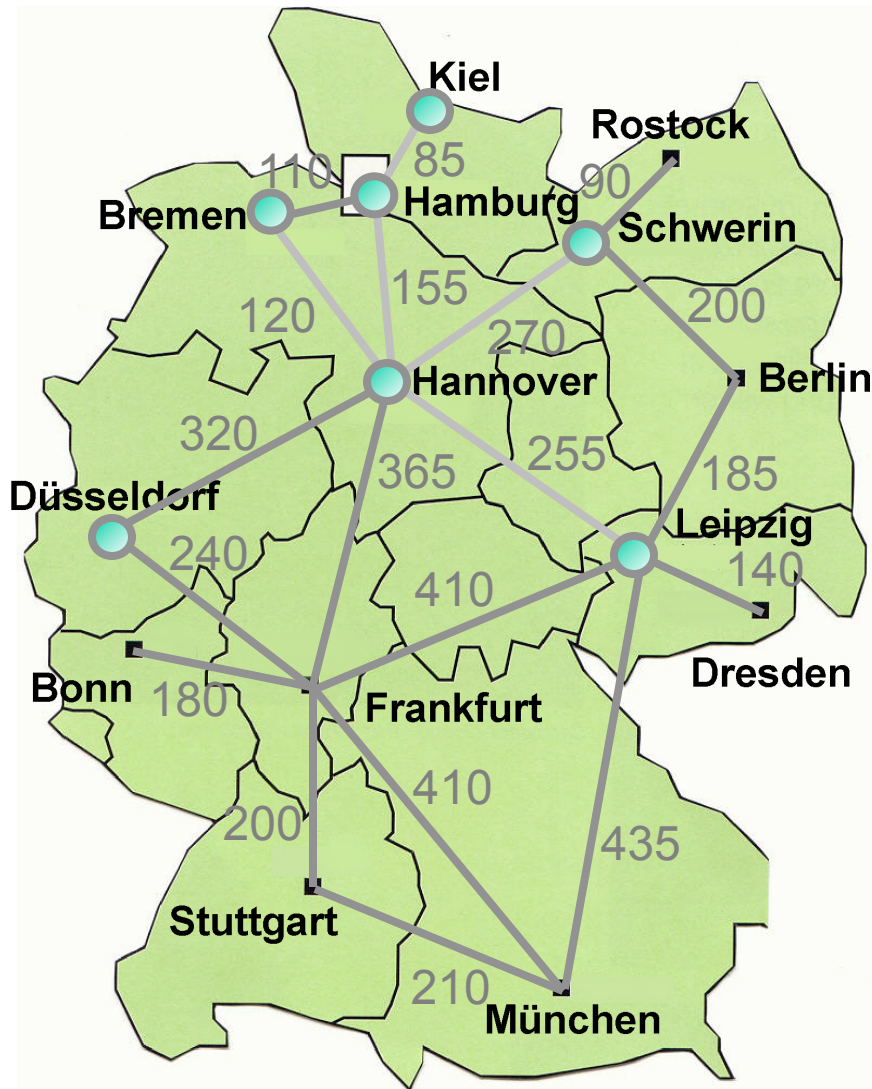 Kiel
Rostock
110
85
90
Bremen
Hamburg
Schwerin
155
200
120
270
Hannover
Berlin
320
255
365
185
Düsseldorf
Leipzig
240
140
410
Bonn
180
Dresden
Frankfurt
410
200
435
Stuttgart
210
München